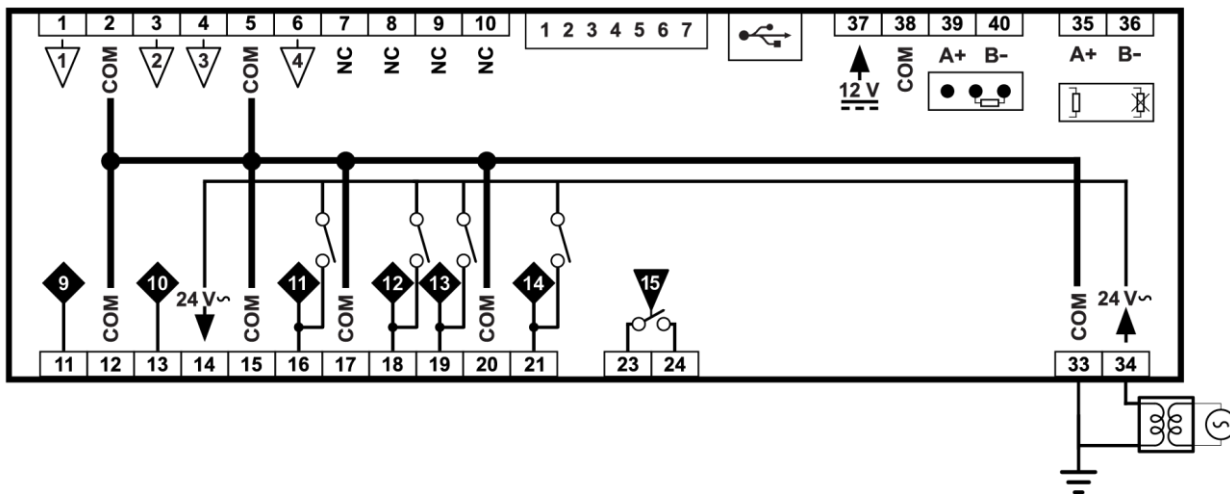 1 2 3 4 5 6 7 8 9 10 37 38 39 40 35 36
1 2 3 4 5 6 7
1 COM 2 3 COM 4 NC NC NC NC COM A+ B- A+ B-
12 V
9 10 11 12 13 14 15
24 V~ 24 V~
COM COM COM COM COM
11 12 13 14 15 16 17 18 19 20 21 23 24 33 34